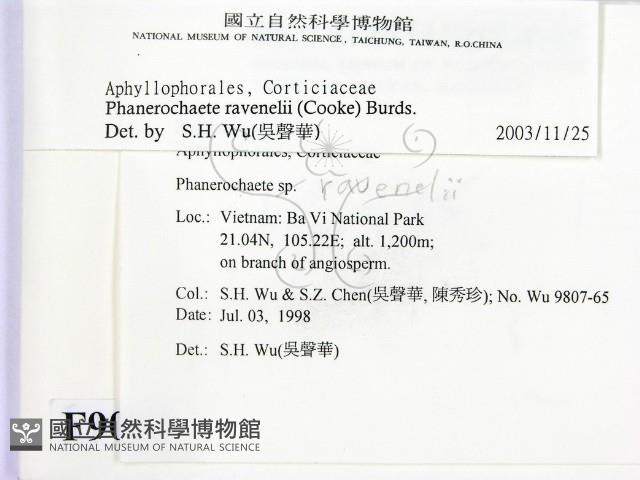 國立自然科學博物館
NATIONAL MUSEUM OF NATURAL SCIENCE, TAICHUNG, TAIWAN, R.O.CHINA
Aphyllophorales, Corticiaceae
Phanerochaete ravenelii (Cooke) Burds.
Det. by S.H. Wu(吳聲華) 2003/11/25
Aphyllophorales, Corticiaceae
Phanerochaete sp. ravenelii
Loc.: Vietnam: Ba Vi National Park
21.04N, 105.22E; alt. 1,200m;
on branch of angiosperm.
Col.: S.H. Wu & S.Z. Chen(吳聲華, 陳秀珍); No. Wu 9807-65
Date: Jul. 03, 1998
Det.: S.H. Wu(吳聲華)
國立自然科學博物館
NATIONAL MUSEUM OF NATURAL SCIENCE